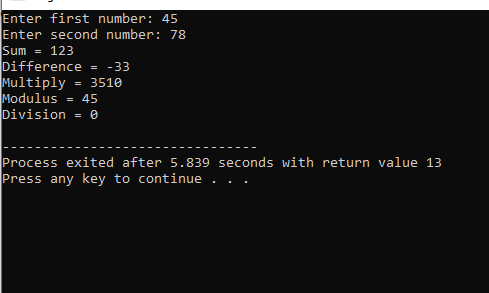 Enter first number: 45
Enter second number: 78
Sum = 123
Difference = -33
Multiply = 3510
Modulus = 45
Division = 0
--------------------------------
Process exited after 5.839 seconds with return value 13
Press any key to continue . . .